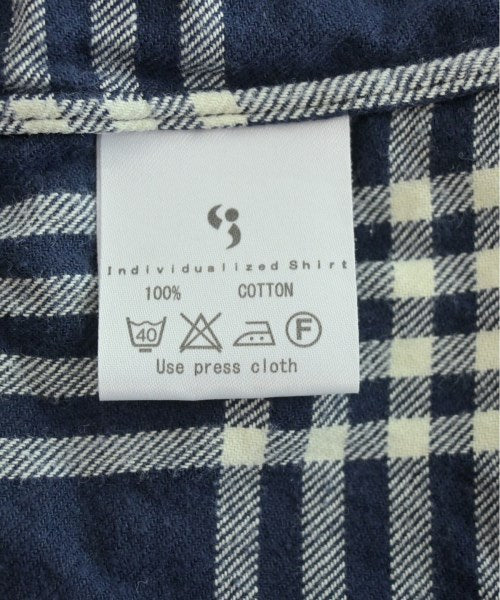 Individualized Shirt
100% COTTON
40 F
Use press cloth